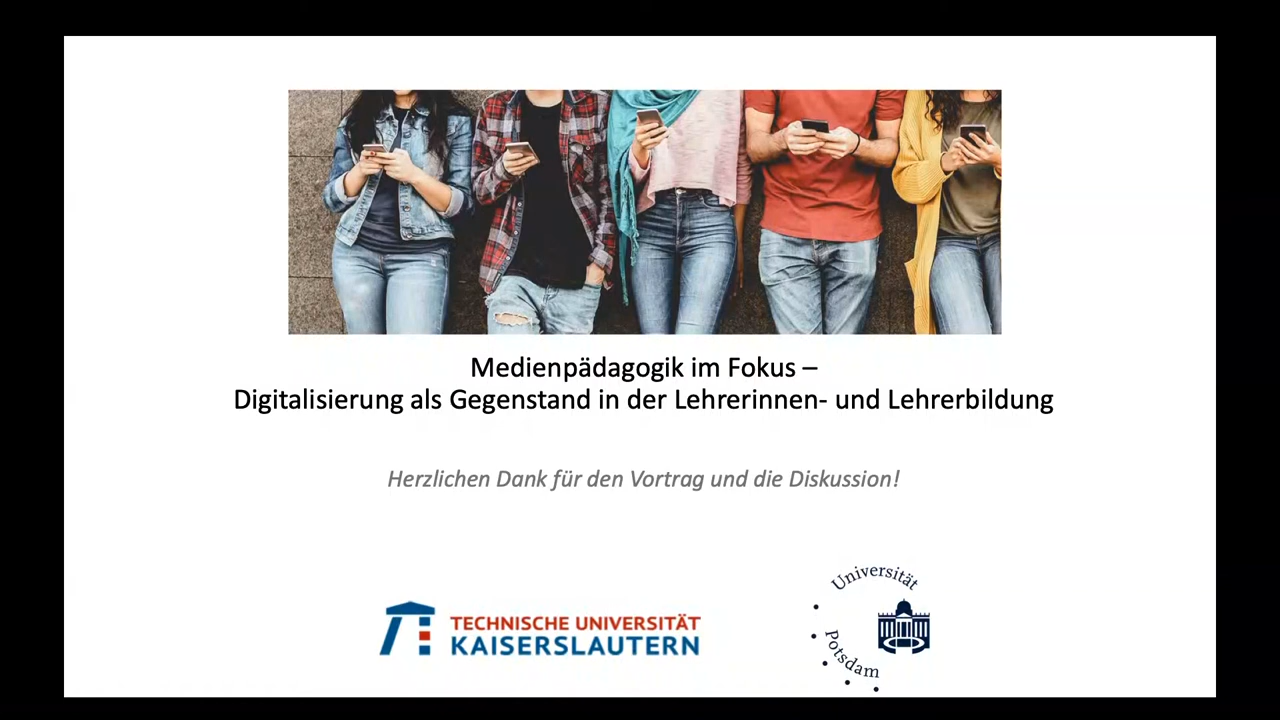 Medienpädagogik im Fokus –
Digitalisierung als Gegenstand in der Lehrerinnen- und Lehrerbildung
Herzlichen Dank für den Vortrag und die Diskussion!
TECHNISCHE UNIVERSITÄT
KAISERSLAUTERN
Universität
Potsdam